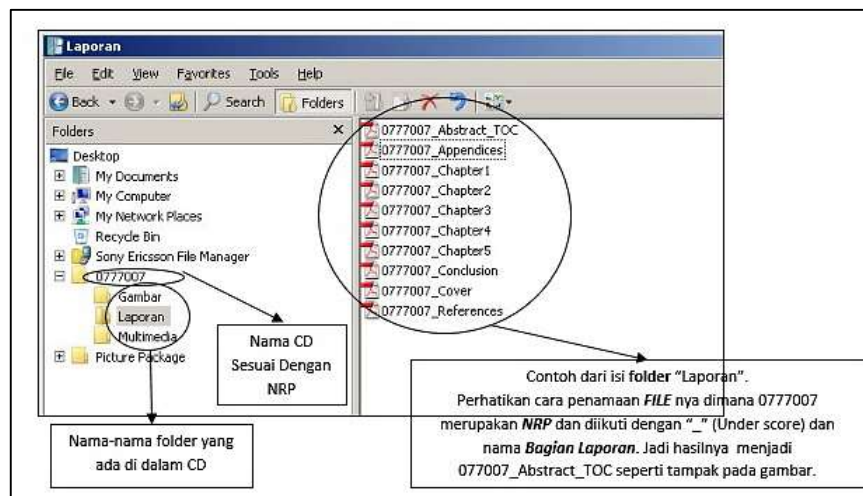 Laporan
File Edit View Favorites Tools Help
Back Search Folders
Folders
Desktop
My Documents
My Computer
My Network Places
Recycle Bin
Sony Ericsson File Manager
0777007
Gambar
Laporan
Multimedia
Picture Package
0777007_Abstract_TOC
0777007_Appendices
0777007_Chapter1
0777007_Chapter2
0777007_Chapter3
0777007_Chapter4
0777007_Chapter5
0777007_Conclusion
0777007_Cover
0777007_References
Nama CD
Sesuai Dengan
NRP
Nama-nama folder yang
ada di dalam CD
Contoh dari isi folder “Laporan”.
Perhatikan cara penamaan FILE nya dimana 0777007
merupakan NRP dan diikuti dengan “_” (Under score) dan
nama Bagian Laporan. Jadi hasilnya menjadi
077007_Abstract_TOC seperti tampak pada gambar.